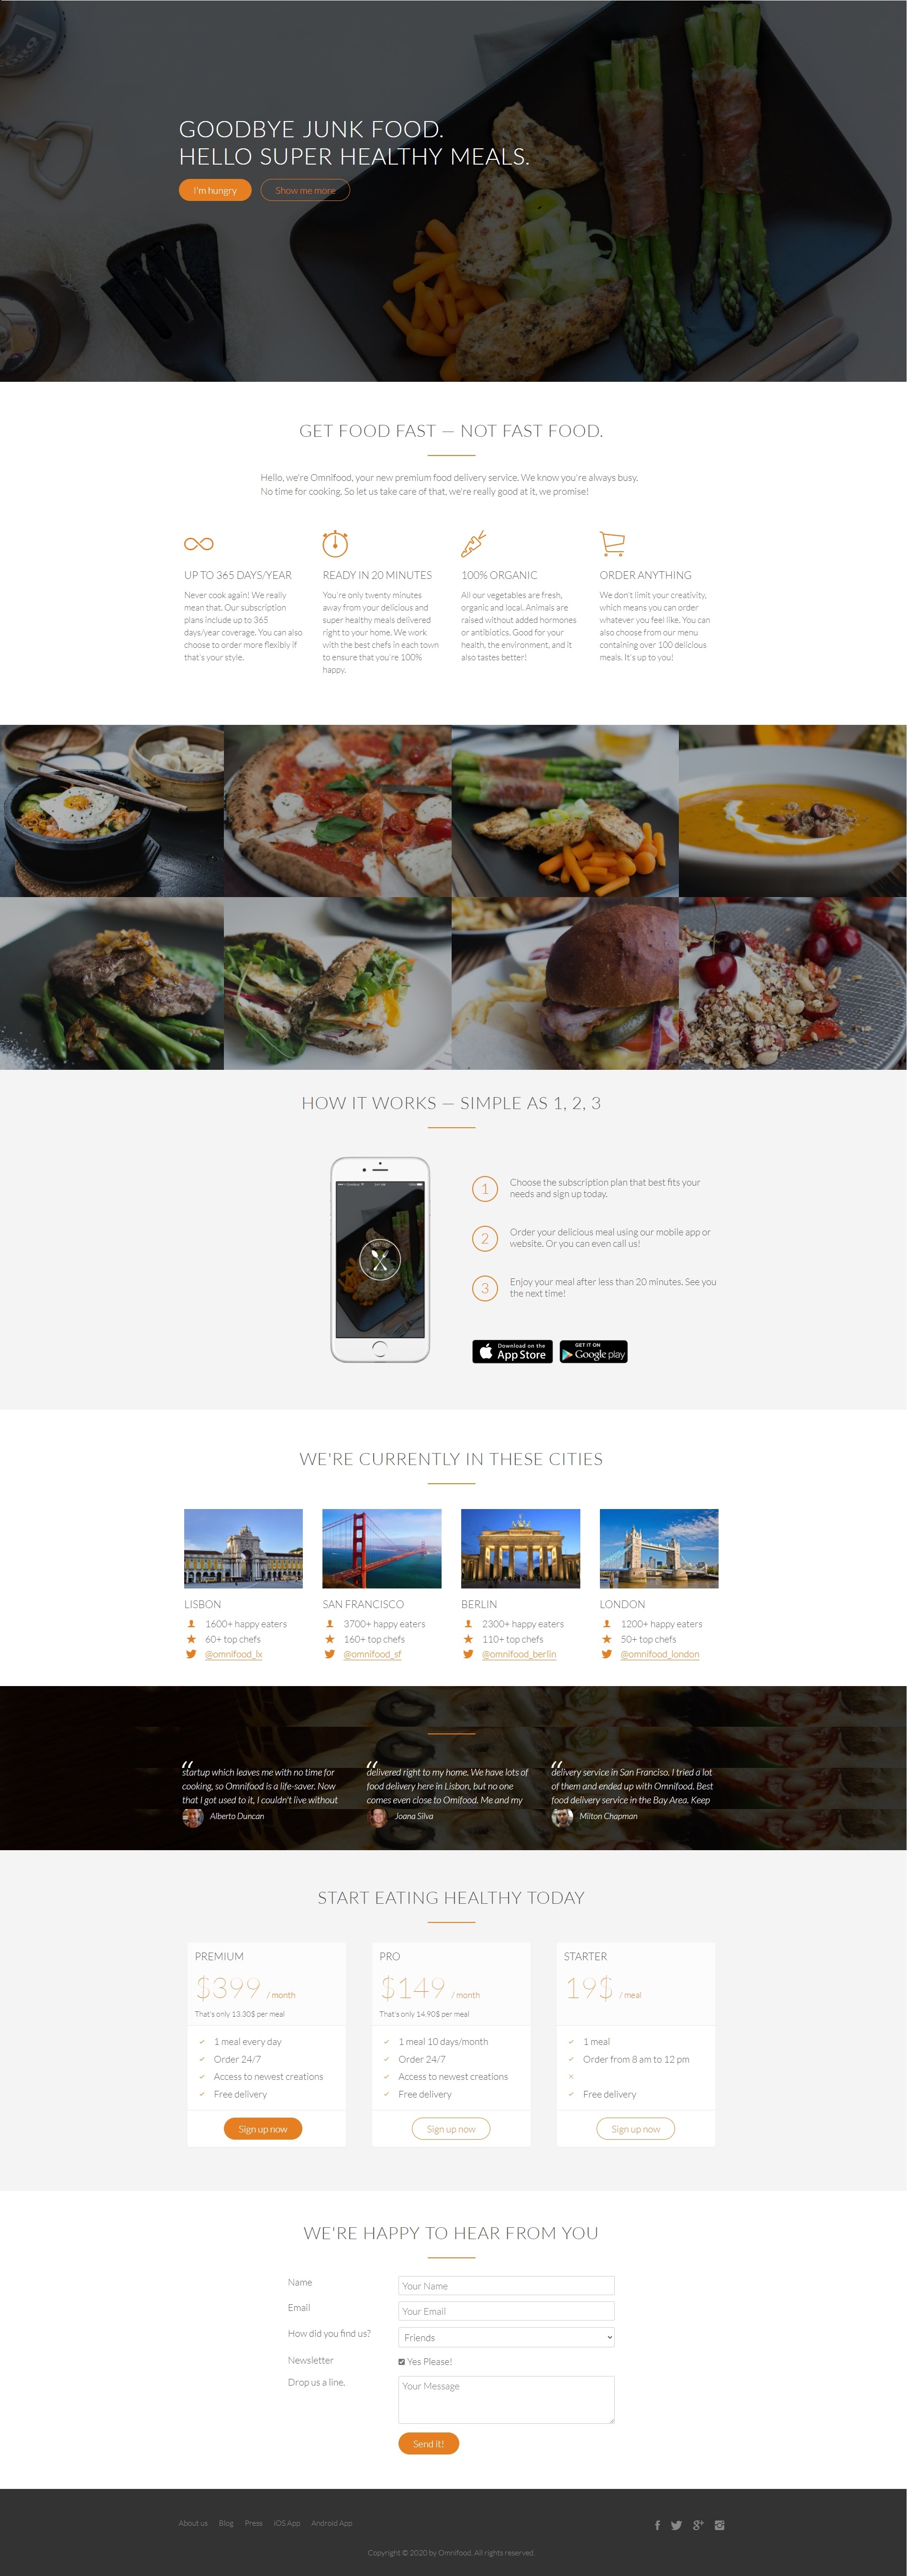 GOODBYE JUNK FOOD.
HELLO SUPER HEALTHY MEALS.
I'm hungry
Show me more
GET FOOD FAST — NOT FAST FOOD.
Hello, we're Omnifood, your new premium food delivery service. We know you're always busy.
No time for cooking. So let us take care of that, we're really good at it, we promise!
UP TO 365 DAYS/YEAR
Never cook again! We really
mean that. Our subscription
plans include up to 365
days/year coverage. You can also
choose to order more flexibly if
that's your style.
READY IN 20 MINUTES
You're only twenty minutes
away from your delicious and
super healthy meals delivered
right to your home. We work
with the best chefs in each town
to ensure that you're 100%
happy.
100% ORGANIC
All our vegetables are fresh,
organic and local. Animals are
raised without added hormones
or antibiotics. Good for your
health, the environment, and it
also tastes better!
ORDER ANYTHING
We don't limit your creativity,
which means you can order
whatever you feel like. You can
also choose from our menu
containing over 100 delicious
meals. It's up to you!
HOW IT WORKS — SIMPLE AS 1, 2, 3
1
Choose the subscription plan that best fits your
needs and sign up today.
2
Order your delicious meal using our mobile app or
website. Or you can even call us!
3
Enjoy your meal after less than 20 minutes. See you
the next time!
Download on the
App Store
GET IT ON
Google play
WE'RE CURRENTLY IN THESE CITIES
LISBON
1600+ happy eaters
60+ top chefs
@omnifood_lx
SAN FRANCISCO
3700+ happy eaters
160+ top chefs
@omnifood_sf
BERLIN
2300+ happy eaters
110+ top chefs
@omnifood_berlin
LONDON
1200+ happy eaters
50+ top chefs
@omnifood_london
“
startup which leaves me with no time for
cooking, so Omnifood is a life-saver. Now
that I got used to it, I couldn't live without
Alberto Duncan
“
delivered right to my home. We have lots of
food delivery here in Lisbon, but no one
comes even close to Omifood. Me and my
Joana Silva
“
delivery service in San Franciso. I tried a lot
of them and ended up with Omnifood. Best
food delivery service in the Bay Area. Keep
Milton Chapman
START EATING HEALTHY TODAY
PREMIUM
$399 / month
That's only 13.30$ per meal
1 meal every day
Order 24/7
Access to newest creations
Free delivery
Sign up now
PRO
$149 / month
That's only 14.90$ per meal
1 meal 10 days/month
Order 24/7
Access to newest creations
Free delivery
Sign up now
STARTER
19$ / meal
1 meal
Order from 8 am to 12 pm
Free delivery
Sign up now
WE'RE HAPPY TO HEAR FROM YOU
Name
Your Name
Email
Your Email
How did you find us?
Friends
Newsletter
Yes Please!
Drop us a line.
Your Message
Send it!
About us
Blog
Press
iOS App
Android App
Copyright © 2020 by Omnifood. All rights reserved.